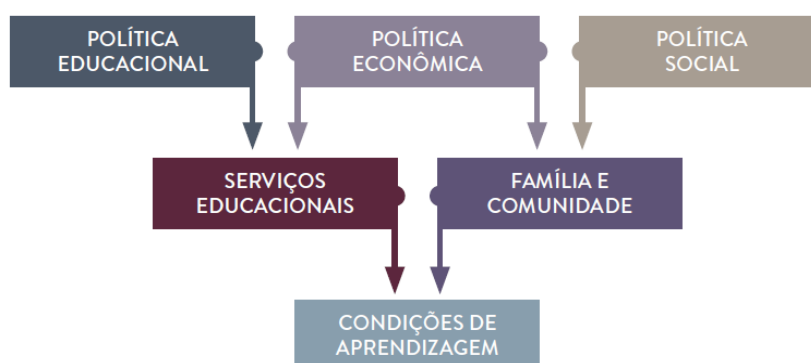 POLÍTICA
EDUCACIONAL
POLÍTICA
ECONÔMICA
POLÍTICA
SOCIAL
SERVIÇOS
EDUCACIONAIS
FAMÍLIA E
COMUNIDADE
CONDIÇÕES DE
APRENDIZAGEM